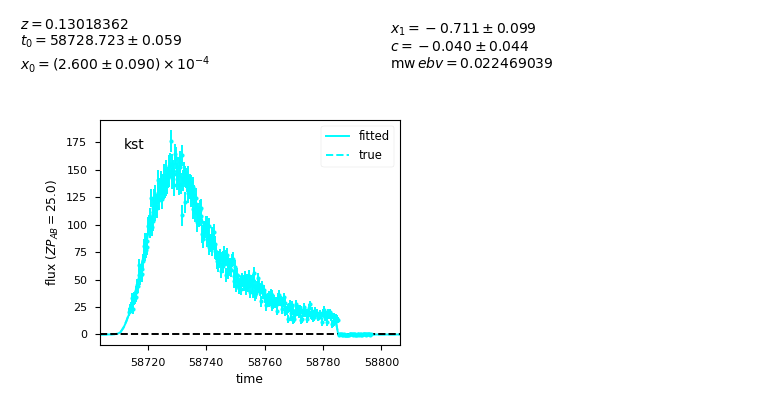 z = 0.13018362
t₀ = 58728.723 ± 0.059
x₀ = (2.600 ± 0.090) × 10⁻⁴
x₁ = −0.711 ± 0.099
c = −0.040 ± 0.044
mw ebv = 0.022469039
kst
fitted
true
175
150
125
100
75
50
25
0
flux (ZP_AB = 25.0)
58720 58740 58760 58780 58800
time